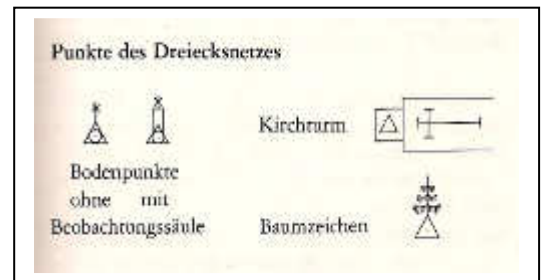 Punkte des Dreiecksnetzes
Kirchturm
Bodenpunkte
ohne mit
Beobachtungssäule
Baumzeichen